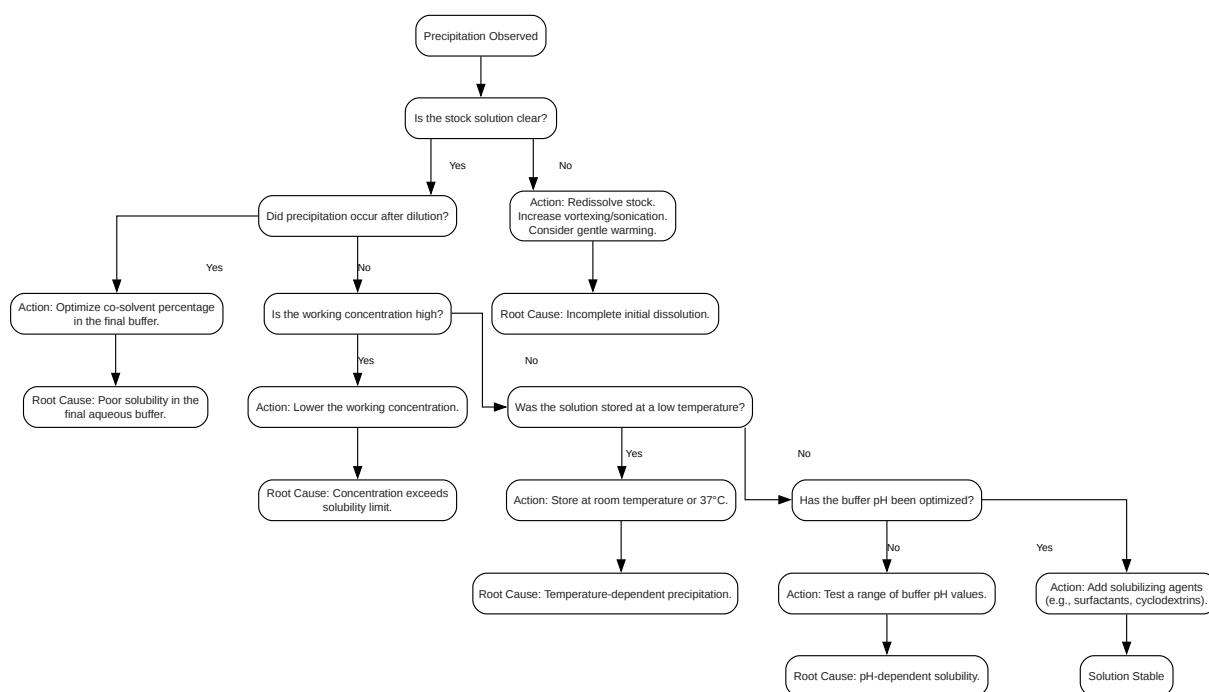 Precipitation Observed
Is the stock solution clear?
Yes
No
Did precipitation occur after dilution?
Action: Redissolve stock.
Increase vortexing/sonication.
Consider gentle warming.
Yes
No
Action: Optimize co-solvent percentage
in the final buffer.
Is the working concentration high?
Root Cause: Incomplete initial dissolution.
Yes
No
Root Cause: Poor solubility in the
final aqueous buffer.
Action: Lower the working concentration.
Was the solution stored at a low temperature?
Yes
No
Root Cause: Concentration exceeds
solubility limit.
Action: Store at room temperature or 37°C.
Has the buffer pH been optimized?
No
Yes
Root Cause: Temperature-dependent precipitation.
Action: Test a range of buffer pH values.
Action: Add solubilizing agents
(e.g., surfactants, cyclodextrins).
Root Cause: pH-dependent solubility.
Solution Stable